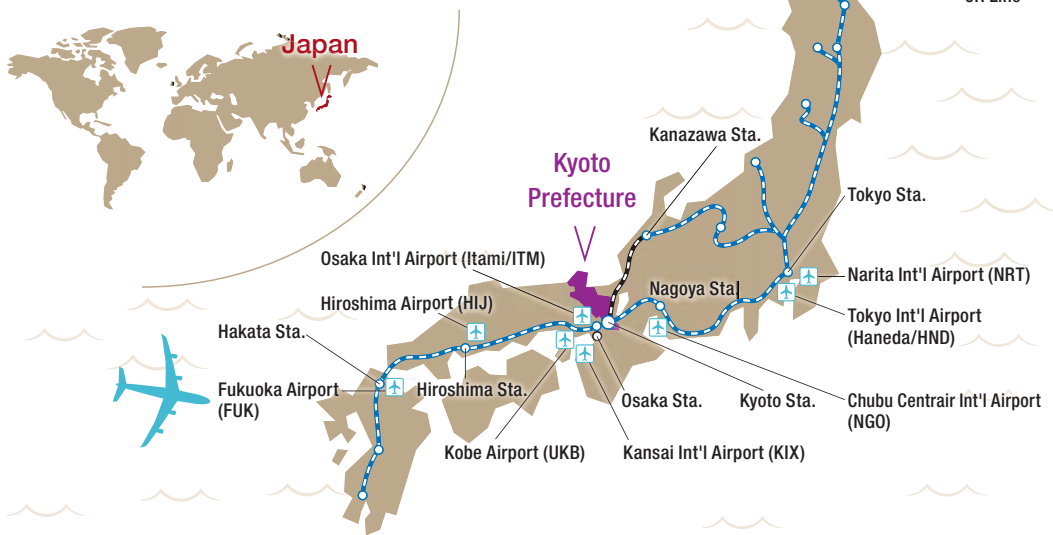 JR Line
Japan
Kanazawa Sta.
Kyoto
Prefecture
Tokyo Sta.
Osaka Int'l Airport (Itami/ITM)
Narita Int'l Airport (NRT)
Nagoya Sta.
Hiroshima Airport (HIJ)
Tokyo Int'l Airport
(Haneda/HND)
Hakata Sta.
Fukuoka Airport
(FUK)
Hiroshima Sta.
Osaka Sta.
Kyoto Sta.
Chubu Centrair Int'l Airport
(NGO)
Kobe Airport (UKB)
Kansai Int'l Airport (KIX)